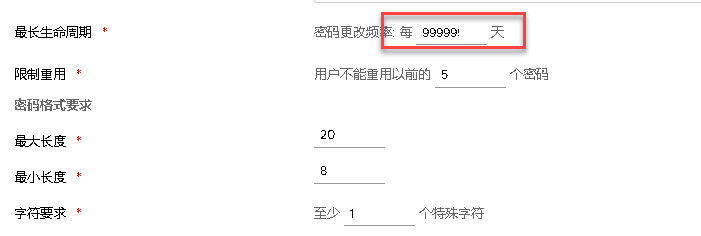 最长生命周期 * 密码更改频率: 每 99999! 天
限制重用 * 用户不能重用以前的 5 个密码
密码格式要求
最大长度 * 20
最小长度 * 8
字符要求 * 至少 1 个特殊字符